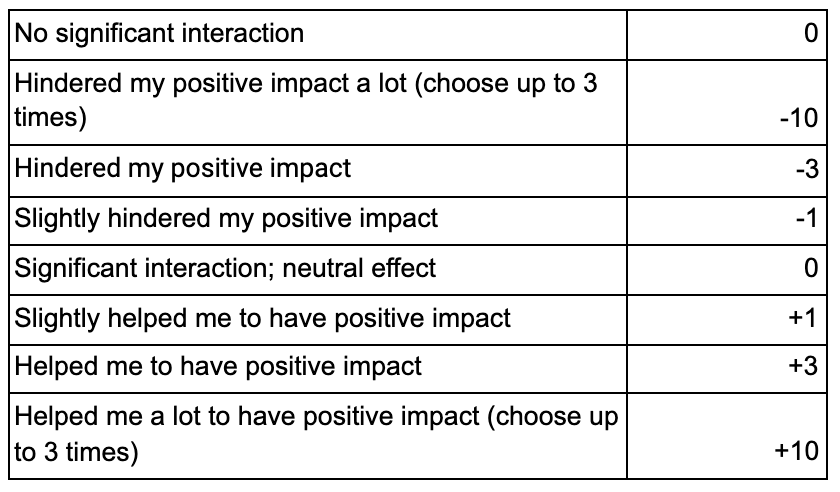 No significant interaction 0
Hindered my positive impact a lot (choose up to 3
times) -10
Hindered my positive impact -3
Slightly hindered my positive impact -1
Significant interaction; neutral effect 0
Slightly helped me to have positive impact +1
Helped me to have positive impact +3
Helped me a lot to have positive impact (choose up
to 3 times) +10